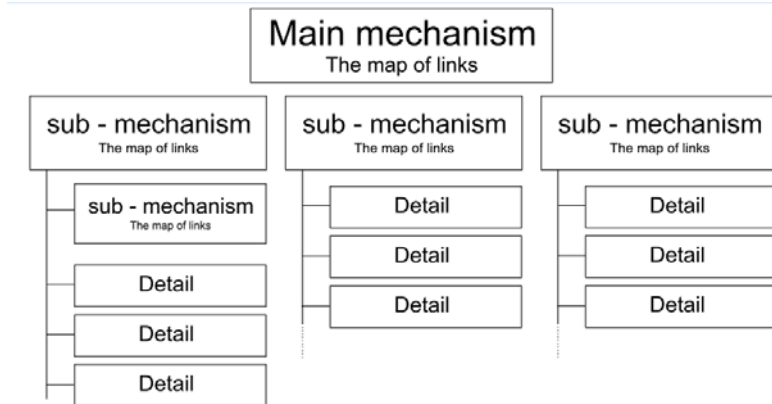 Main mechanism
The map of links
sub - mechanism
The map of links
sub - mechanism
The map of links
Detail
Detail
Detail
sub - mechanism
The map of links
Detail
Detail
Detail
sub - mechanism
The map of links
Detail
Detail
Detail